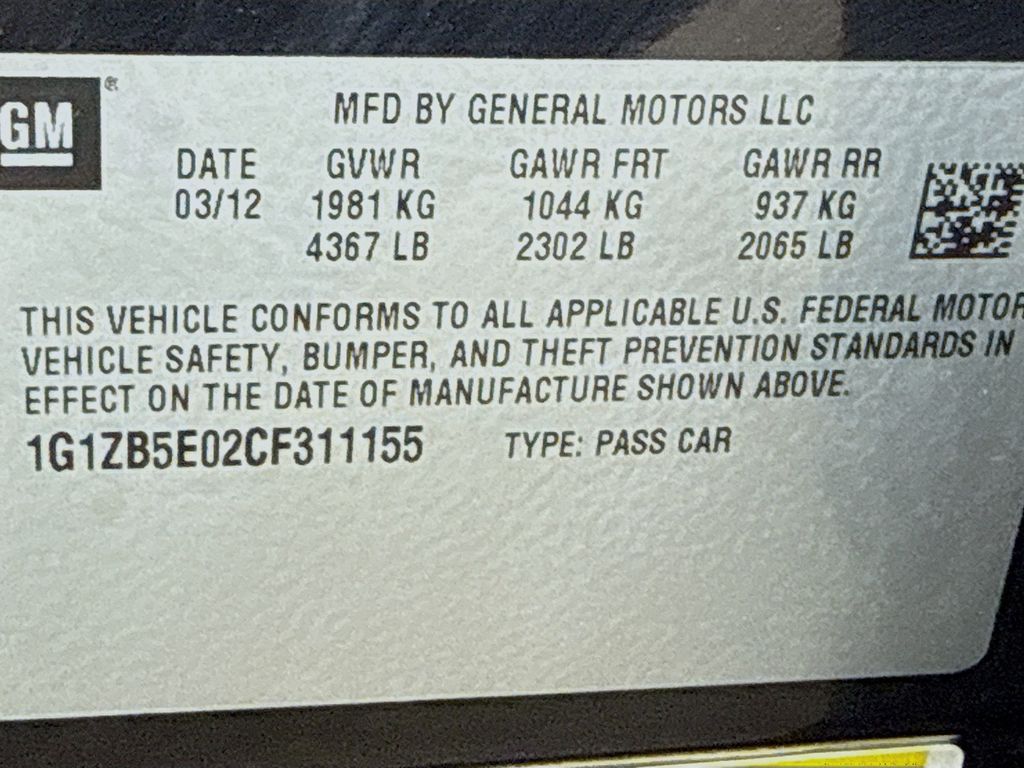 GM ®
MFD BY GENERAL MOTORS LLC
DATE GVWR GAWR FRT GAWR RR
03/12 1981 KG 1044 KG 937 KG
4367 LB 2302 LB 2065 LB
THIS VEHICLE CONFORMS TO ALL APPLICABLE U.S. FEDERAL MOTOR
VEHICLE SAFETY, BUMPER, AND THEFT PREVENTION STANDARDS IN
EFFECT ON THE DATE OF MANUFACTURE SHOWN ABOVE.
1G1ZB5E02CF311155 TYPE: PASS CAR